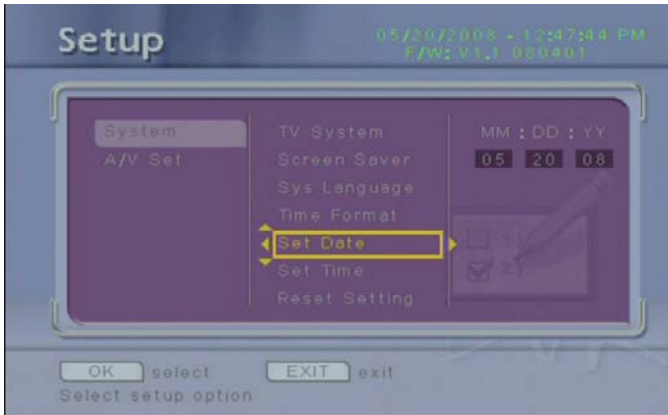 Setup
05/20/2008 - 12:47:44 PM
F/W: V1.1 080401
System
A/V Set
TV System
Screen Saver
Sys Language
Time Format
Set Date
Set Time
Reset Setting
MM : DD : YY
05 20 08
1.)
2.)
OK select
EXIT exit
Select setup option